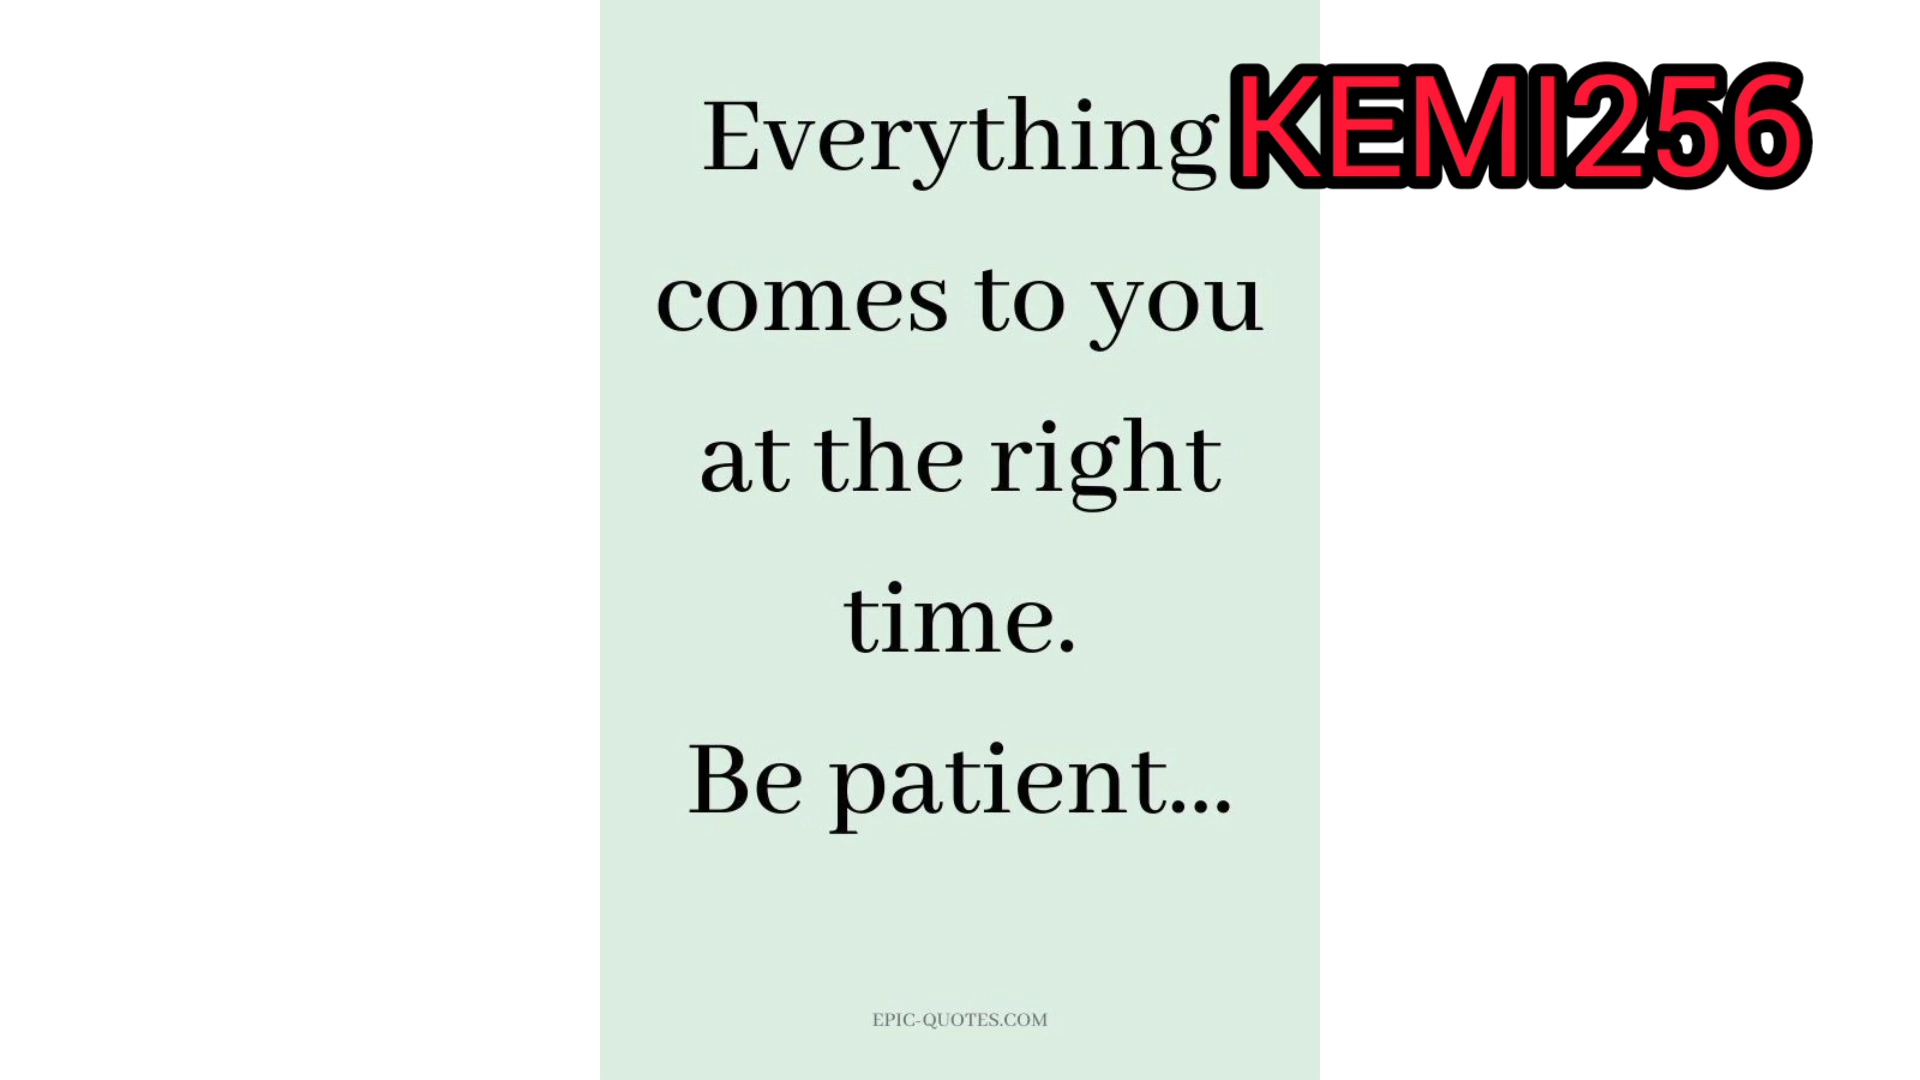 Everything
KEMI256
comes to you
at the right
time.
Be patient...
EPIC-QUOTES.COM